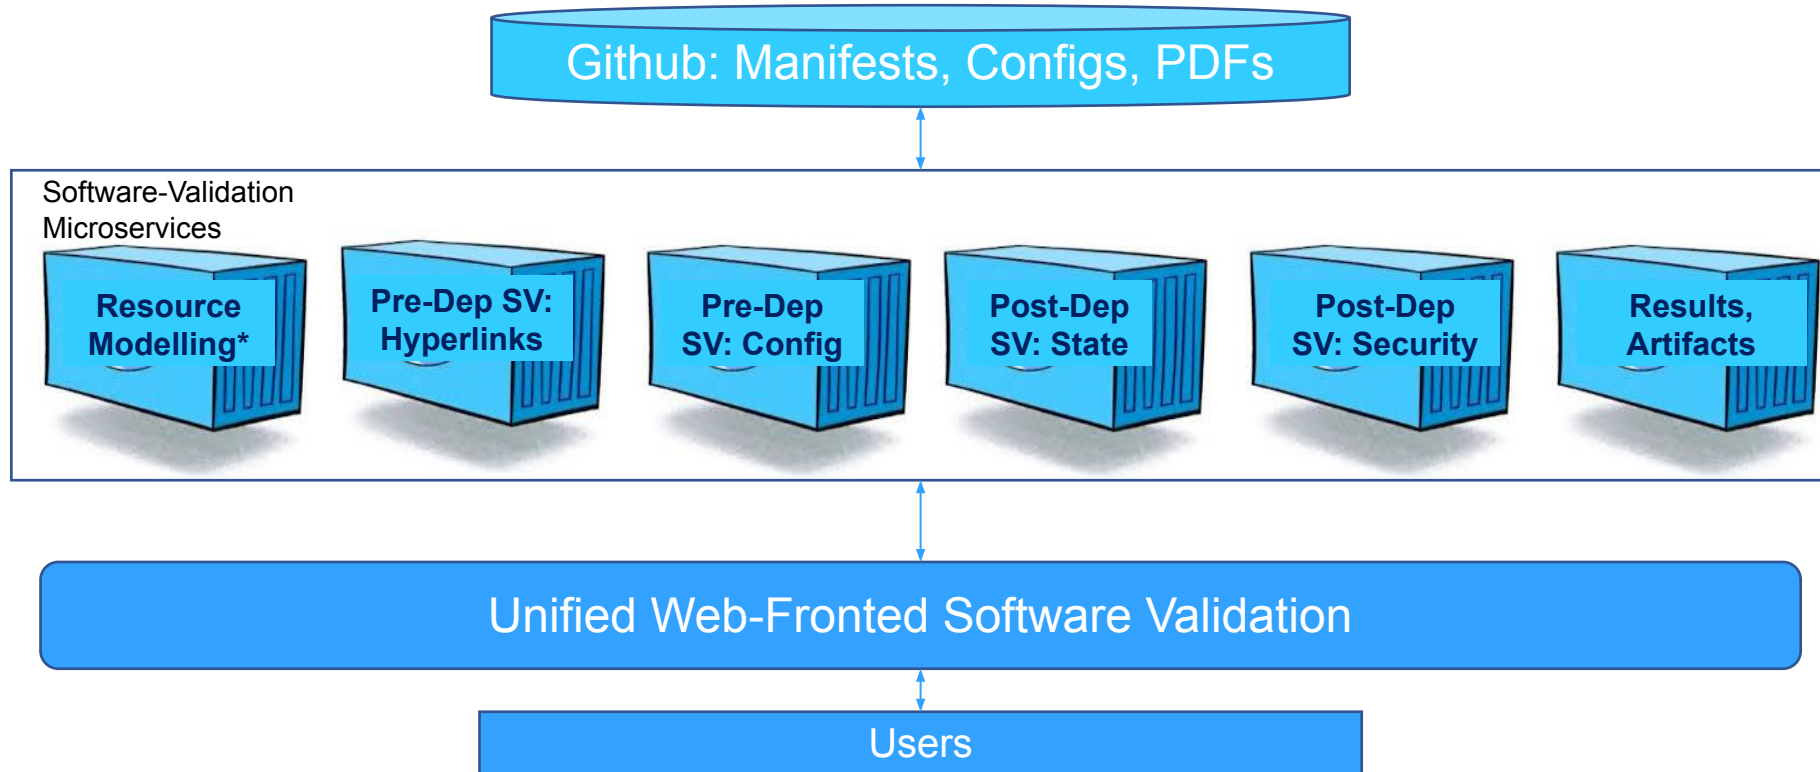 Github: Manifests, Configs, PDFs
Software-Validation
Microservices
Resource
Modelling*
Pre-Dep SV:
Hyperlinks
Pre-Dep
SV: Config
Post-Dep
SV: State
Post-Dep
SV: Security
Results,
Artifacts
Unified Web-Fronted Software Validation
Users